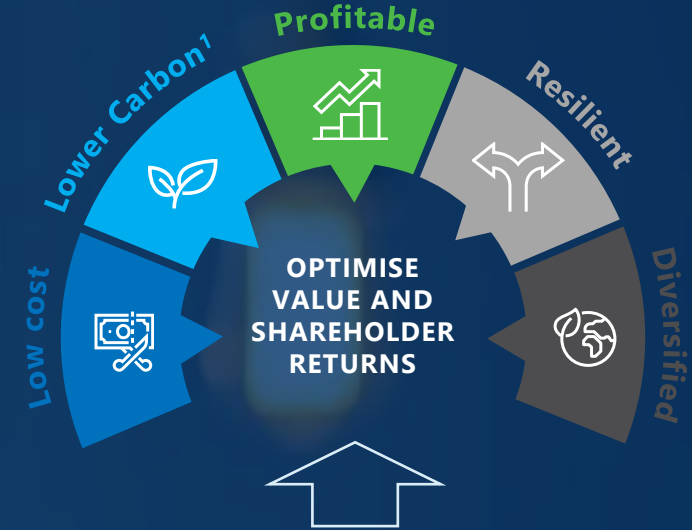 Low cost
Lower Carbon¹
Profitable
Resilient
Diversified
OPTIMISE
VALUE AND
SHAREHOLDER
RETURNS